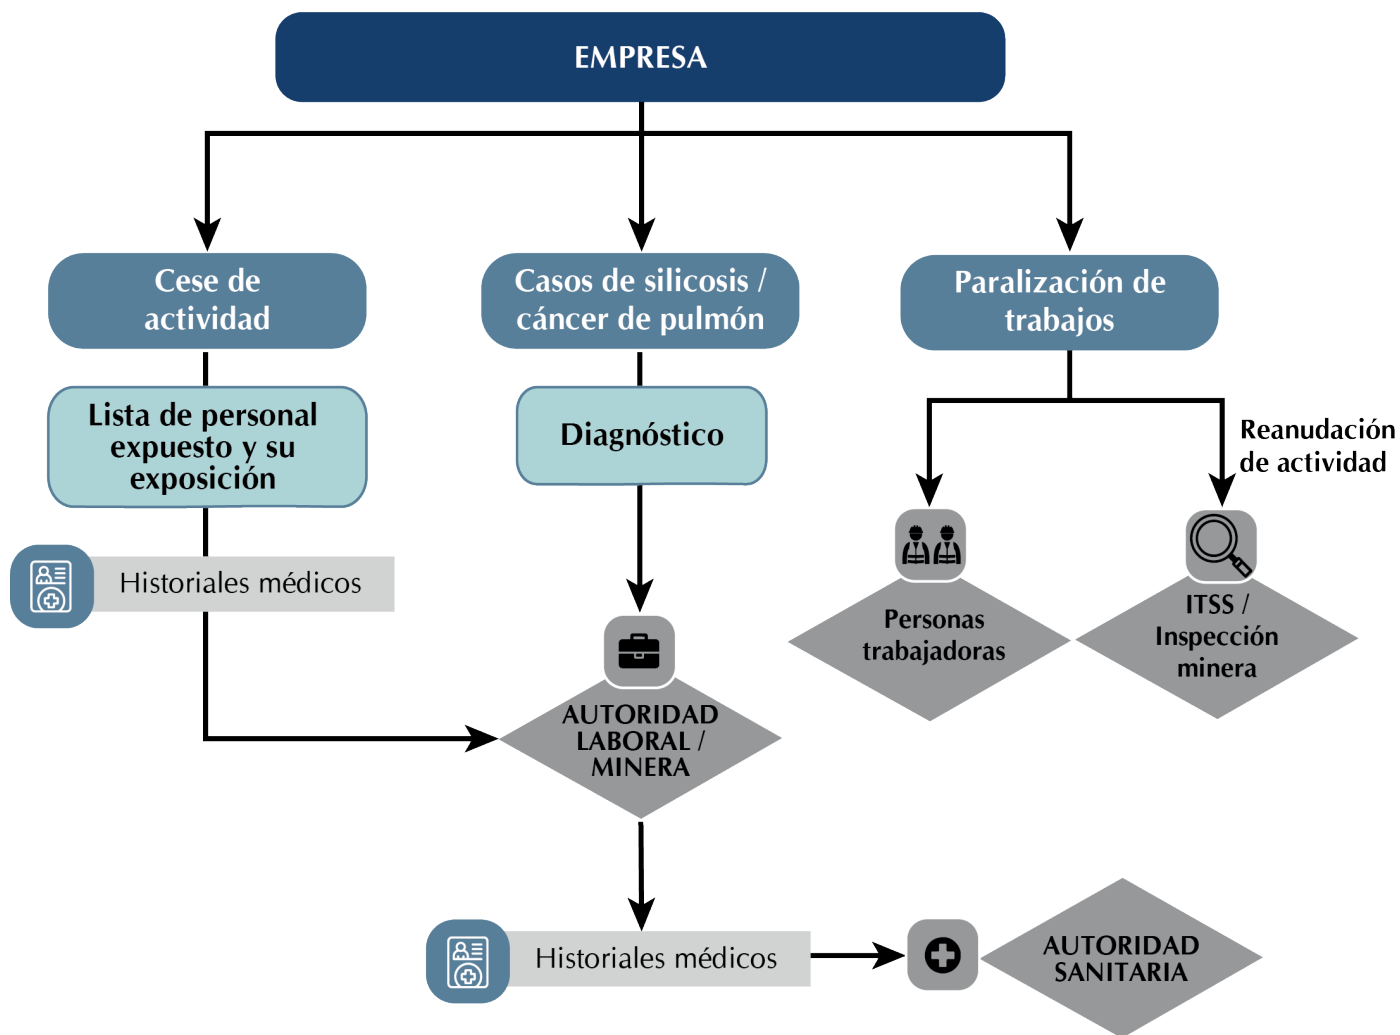 EMPRESA
Cese de
actividad
Casos de silicosis /
cáncer de pulmón
Paralización de
trabajos
Lista de personal
expuesto y su
exposición
Diagnóstico
Reanudación
de actividad
Historiales médicos
Personas
trabajadoras
ITSS /
Inspección
minera
AUTORIDAD
LABORAL /
MINERA
Historiales médicos
AUTORIDAD
SANITARIA